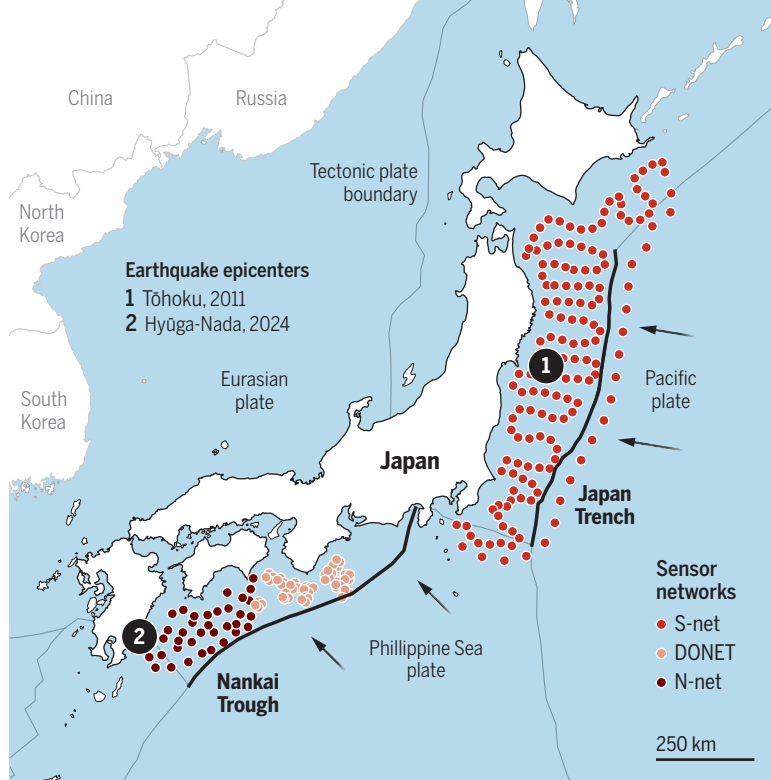 China
Russia
Tectonic plate
boundary
North
Korea
Earthquake epicenters
1 Tōhoku, 2011
2 Hyūga-Nada, 2024
South
Korea
Eurasian
plate
1
Pacific
plate
Japan
Japan
Trench
Sensor
networks
S-net
DONET
N-net
2
Phillippine Sea
plate
Nankai
Trough
250 km